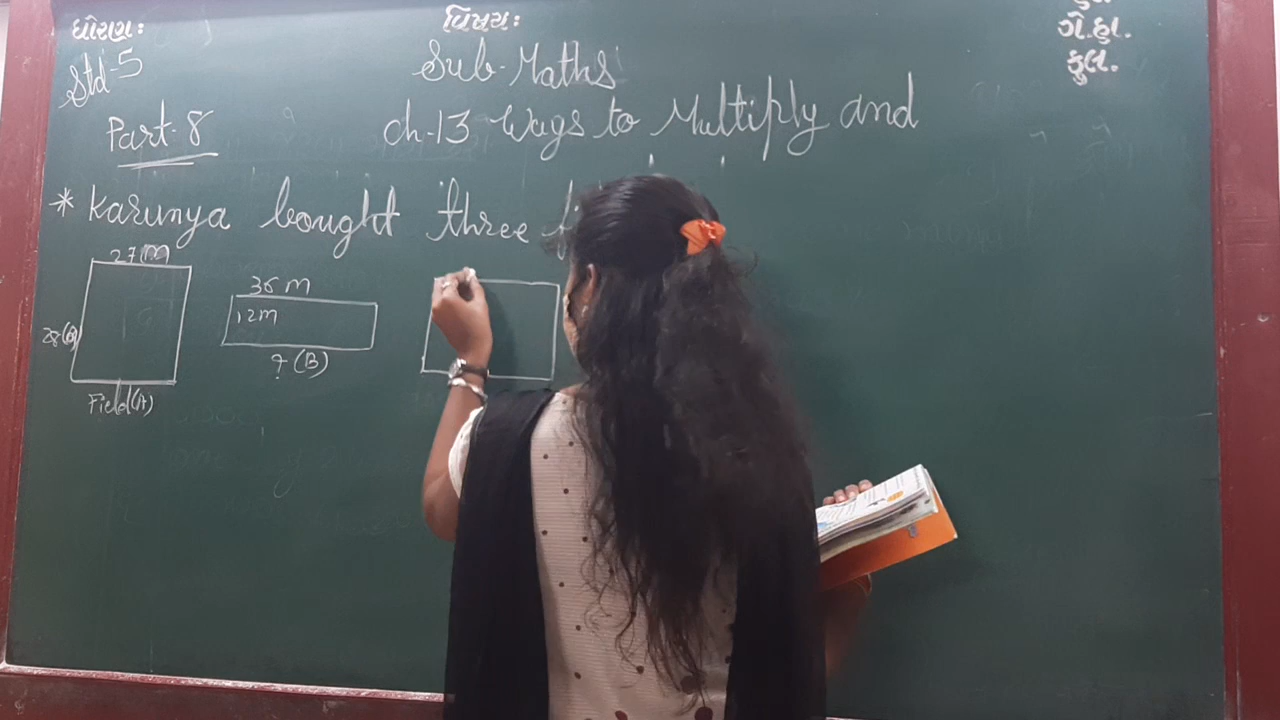 ધોરણ:
વિષય:
ગે.હા.
કુલ.
Std-5
Sub-Maths
Part-8
ch-13 Ways to Multiply and
* Karunya bought three
27 m
Field(A)
36 m
12m
? (B)